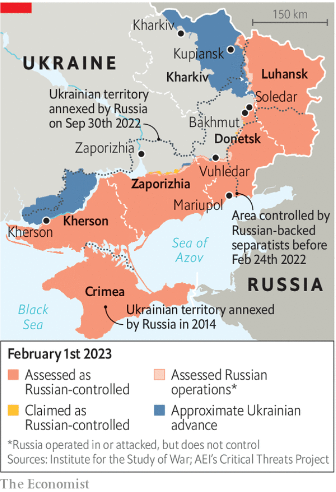 150 km
Kharkiv
Kupiansk
UKRAINE
Kharkiv
Luhansk
Ukrainian territory
annexed by Russia
on Sep 30th 2022
Soledar
Bakhmut
Donetsk
Zaporizhia
Vuhledar
Zaporizhia
Mariupol
Area controlled by
Russian-backed
separatists before
Feb 24th 2022
Kherson
Kherson
Sea of
Azov
RUSSIA
Crimea
Black
Sea
Ukrainian territory annexed
by Russia in 2014
February 1st 2023
Assessed as
Russian-controlled
Assessed Russian
operations*
Claimed as
Russian-controlled
Approximate Ukrainian
advance
*Russia operated in or attacked, but does not control
Sources: Institute for the Study of War; AEI's Critical Threats Project
The Economist